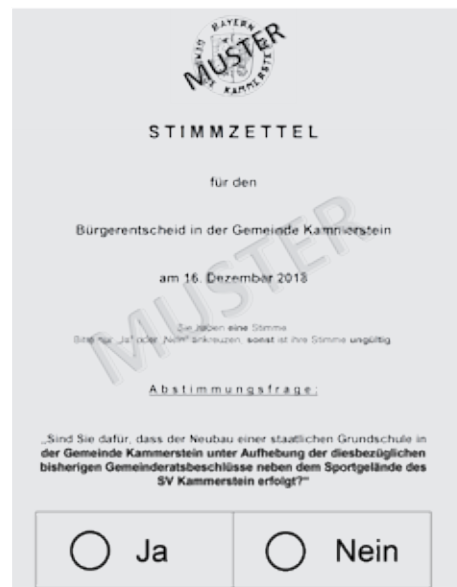 BAYERN
GEMEINDE KAMMERSTEIN
MUSTER
STIMMZETTEL
für den
Bürgerentscheid in der Gemeinde Kammerstein
am 16. Dezember 2018
MUSTER
Sie haben eine Stimme
Bitte nur „Ja“ oder „Nein“ ankreuzen, sonst ist ihre Stimme ungültig
Abstimmungsfrage:
„Sind Sie dafür, dass der Neubau einer staatlichen Grundschule in
der Gemeinde Kammerstein unter Aufhebung der diesbezüglichen
bisherigen Gemeinderatsbeschlüsse neben dem Sportgelände des
SV Kammerstein erfolgt?“
Ja Nein